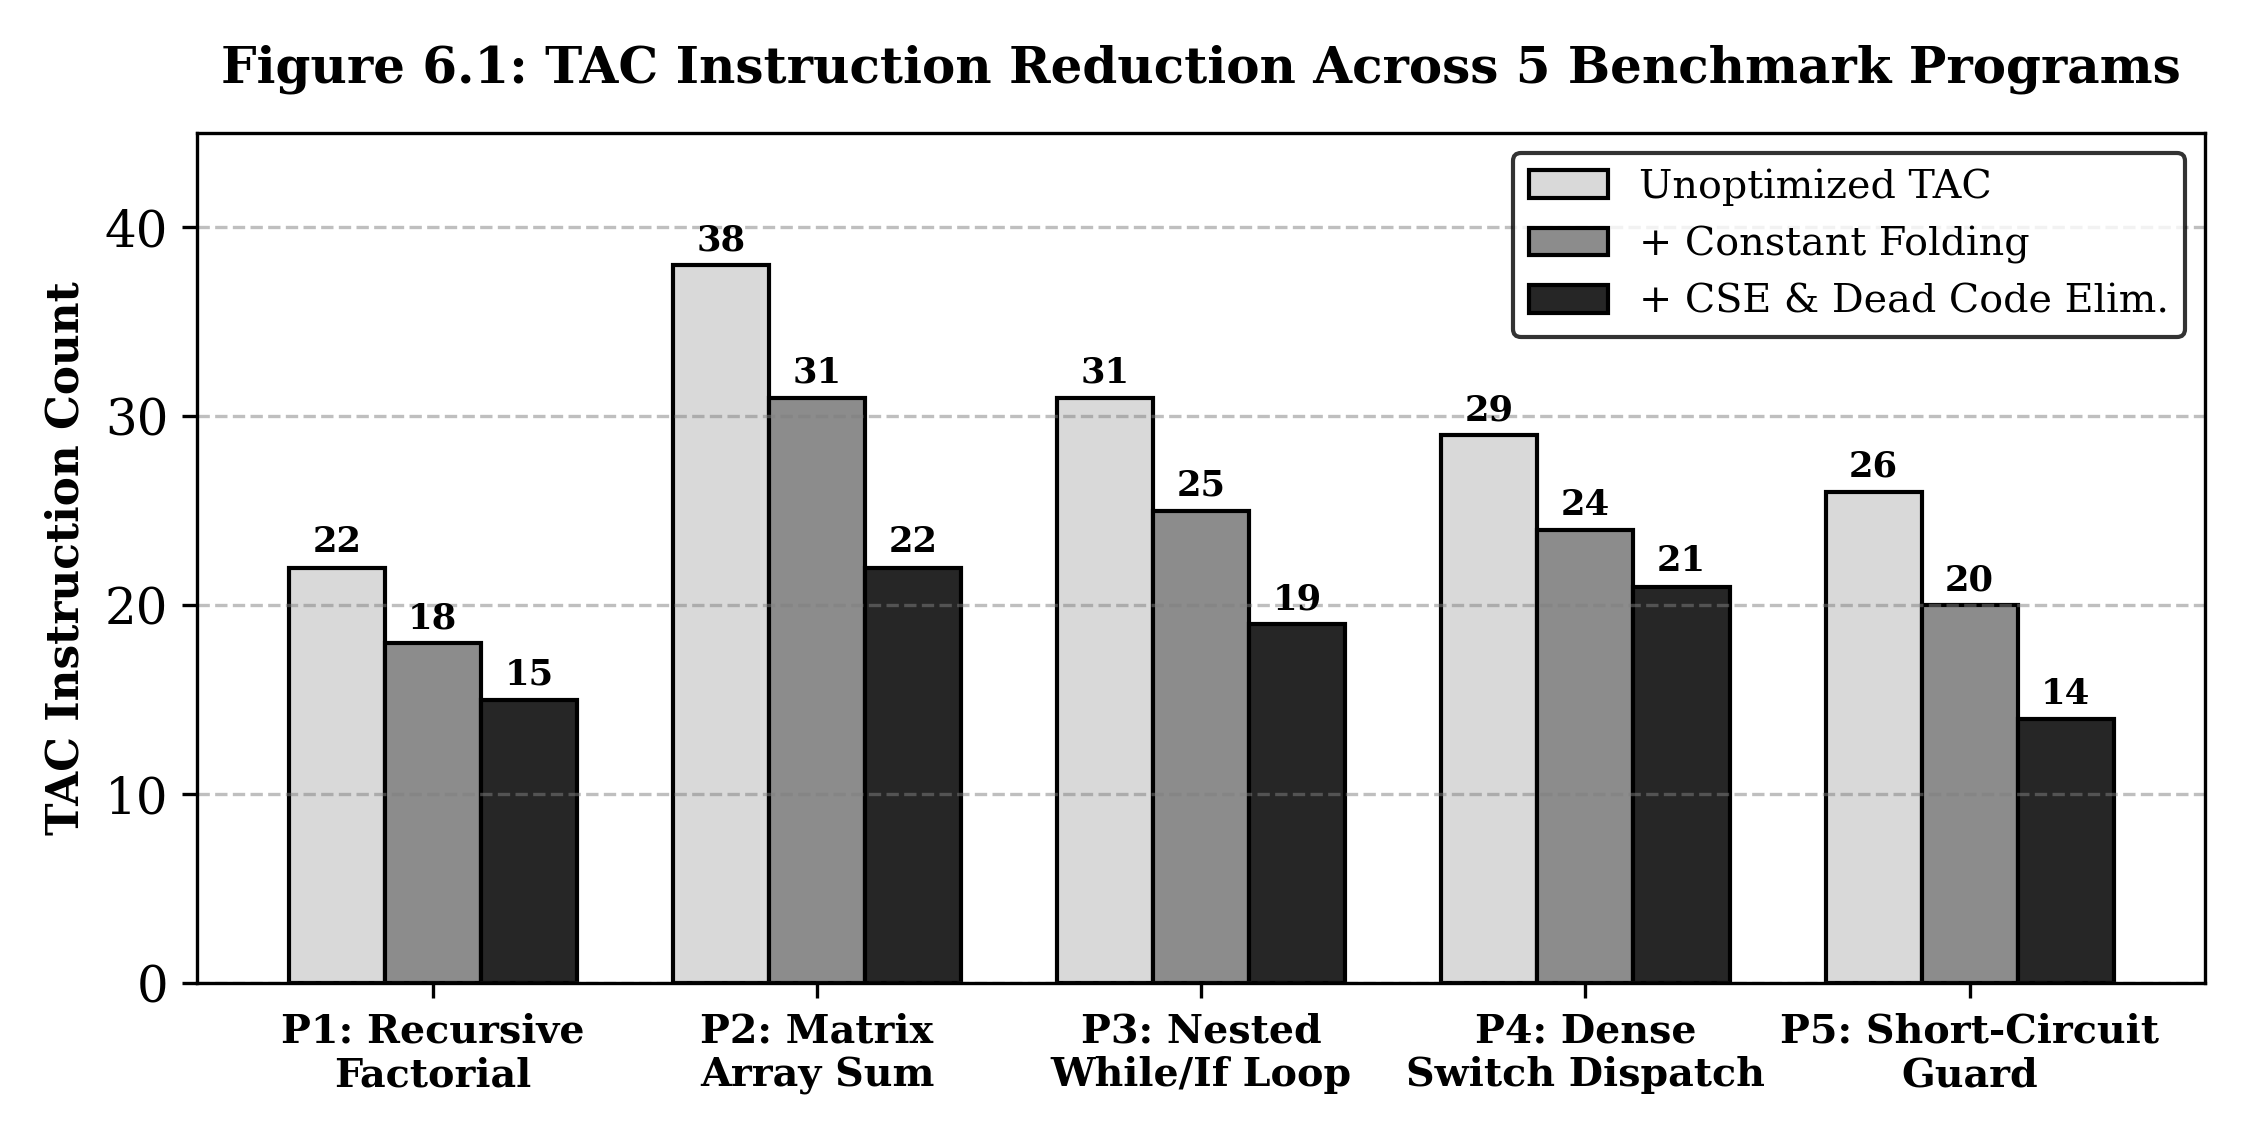 Figure 6.1: TAC Instruction Reduction Across 5 Benchmark Programs
TAC Instruction Count
40
30
20
10
0
Unoptimized TAC
+ Constant Folding
+ CSE & Dead Code Elim.
22
18
15
38
31
22
31
25
19
29
24
21
26
20
14
P1: Recursive
Factorial
P2: Matrix
Array Sum
P3: Nested
While/If Loop
P4: Dense
Switch Dispatch
P5: Short-Circuit
Guard